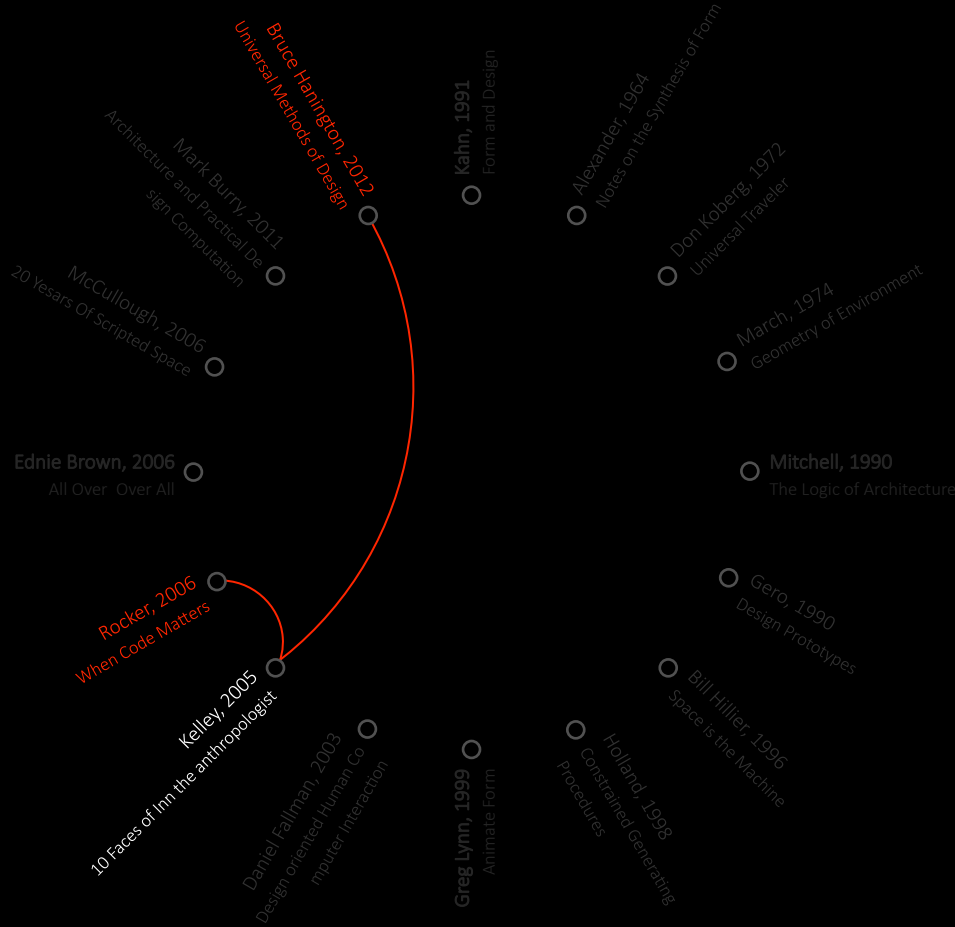 Kahn, 1991
Form and Design
Alexander, 1964
Notes on the Synthesis of Form
Don Koberg, 1972
Universal Traveler
March, 1974
Geometry of Environment
Mitchell, 1990
The Logic of Architecture
Gero, 1990
Design Prototypes
Bill Hillier, 1996
Space is the Machine
Holland, 1998
Constrained Generating
Procedures
Greg Lynn, 1999
Animate Form
Daniel Fallman, 2003
Design oriented Human Co
mputer Interaction
Kelley, 2005
10 Faces of Inn the anthropologist
Rocker, 2006
When Code Matters
Ednie Brown, 2006
All Over  Over All
McCullough, 2006
20 Yesars Of Scripted Space
Mark Burry, 2011
Architecture and Practical De
sign Computation
Bruce Hanington, 2012
Universal Methods of Design